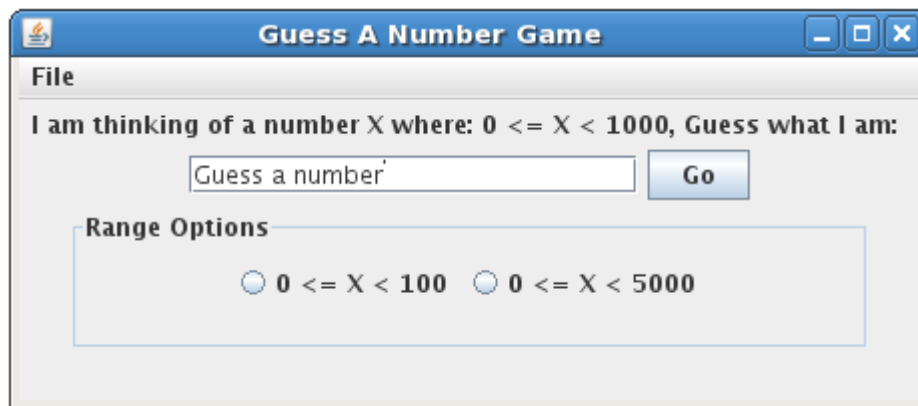 Guess A Number Game
File
I am thinking of a number X where: 0 <= X < 1000, Guess what I am:
Guess a number
Go
Range Options
0 <= X < 100
0 <= X < 5000